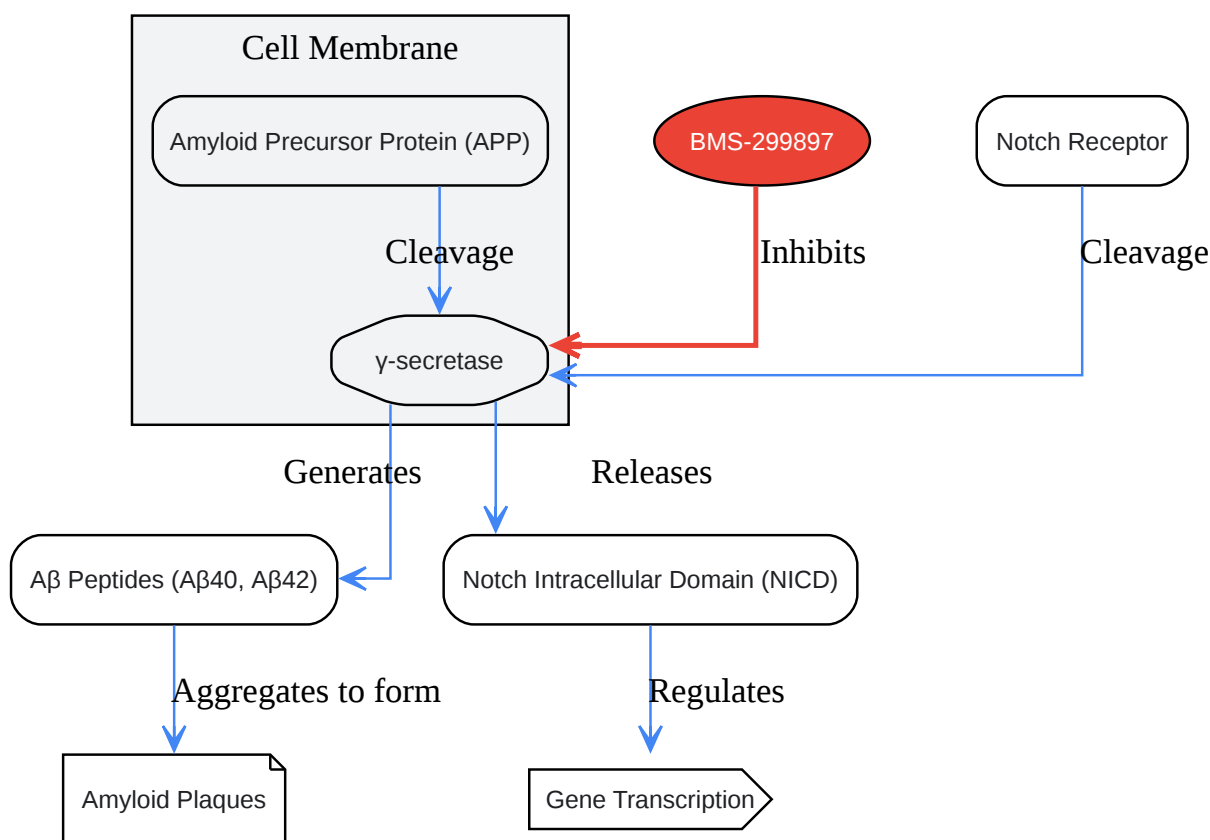 Cell Membrane
Amyloid Precursor Protein (APP)
BMS-299897
Notch Receptor
Cleavage
Inhibits
Cleavage
γ-secretase
Generates
Releases
Aβ Peptides (Aβ40, Aβ42)
Notch Intracellular Domain (NICD)
Aggregates to form
Regulates
Amyloid Plaques
Gene Transcription